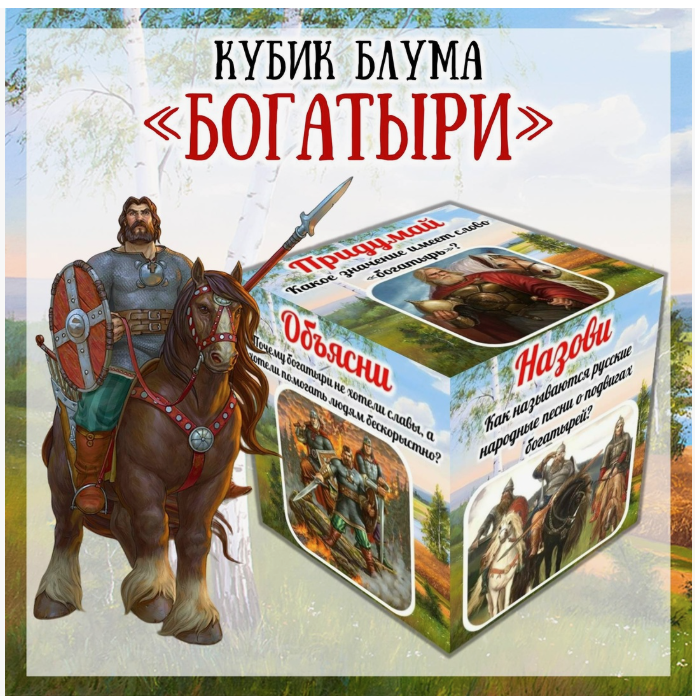 КУБИК БЛУМА
«БОГАТЫРИ»
Придумай
Какое значение имеет слово
«богатырь»?
Объясни
Почему богатыри не хотели славы, а
хотели помогать людям бескорыстно?
Назови
Как называются русские
народные песни о подвигах
богатырей?